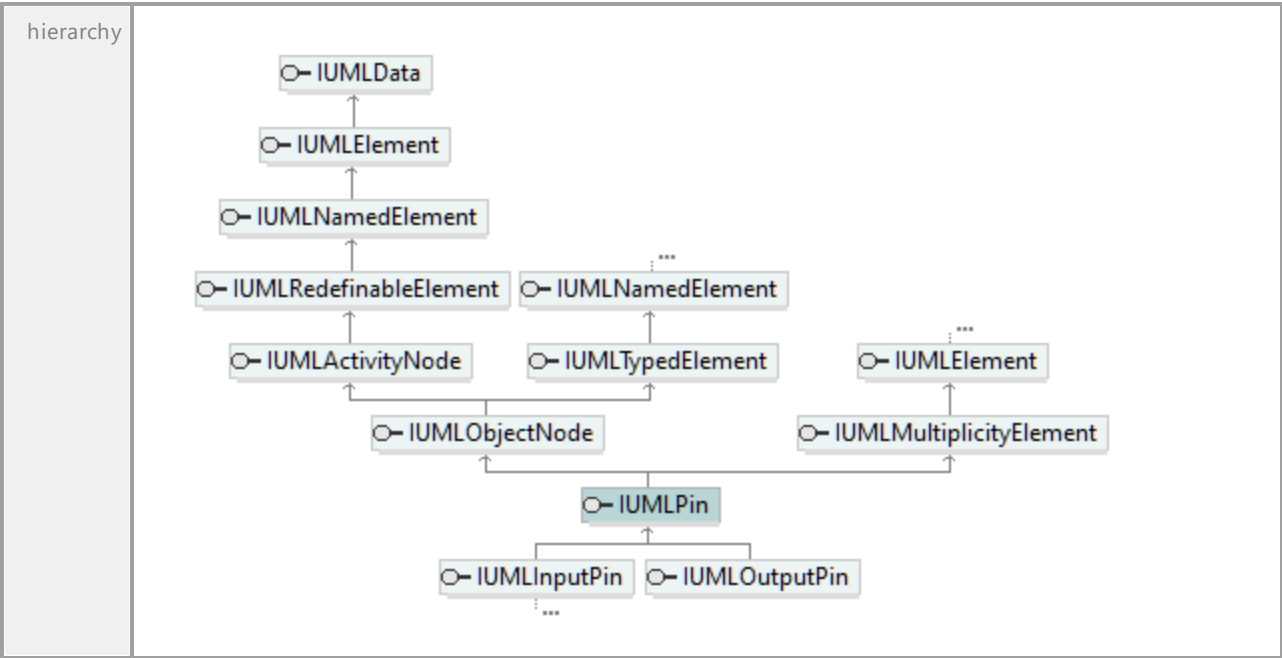 hierarchy
IUMLData
IUMLElement
IUMLNamedElement
...
IUMLRedefinableElement IUMLNamedElement
...
IUMLActivityNode IUMLTypedElement IUMLElement
IUMLObjectNode IUMLMultiplicityElement
IUMLPin
IUMLInputPin IUMLOutputPin
...